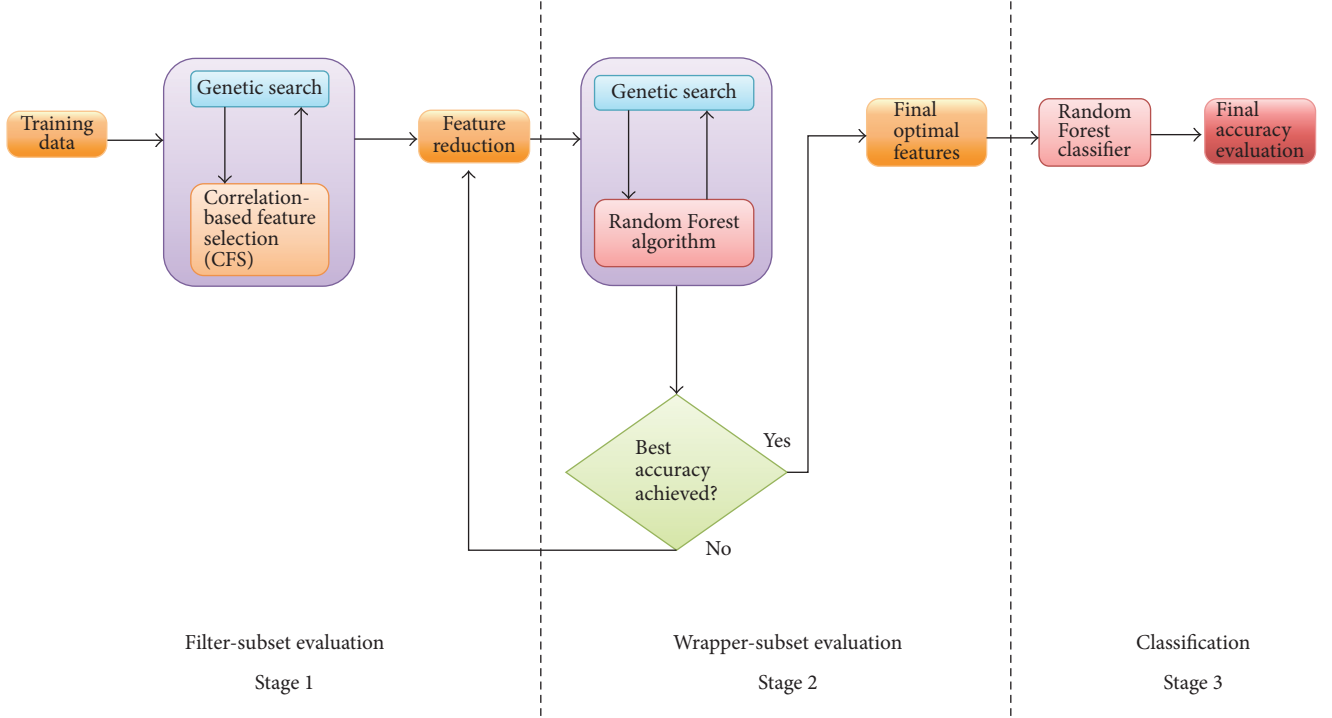 Training
data
Genetic search
Correlation-
based feature
selection
(CFS)
Feature
reduction
Genetic search
Random Forest
algorithm
Best
accuracy
achieved?
Yes
No
Final
optimal
features
Random
Forest
classifier
Final
accuracy
evaluation
Filter-subset evaluation
Stage 1
Wrapper-subset evaluation
Stage 2
Classification
Stage 3